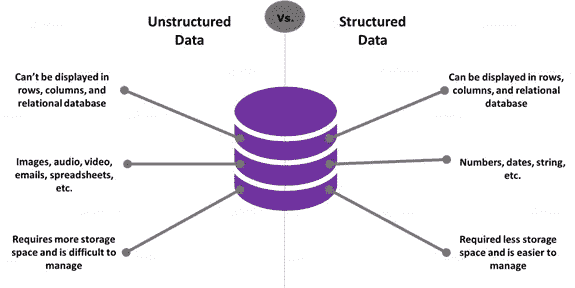 Unstructured
Data
Vs.
Structured
Data
Can't be displayed in
rows, columns, and
relational database
Can be displayed in rows,
columns, and relational
database
Images, audio, video,
emails, spreadsheets,
etc.
Numbers, dates, string,
etc.
Requires more storage
space and is difficult to
manage
Required less storage
space and is easier to
manage